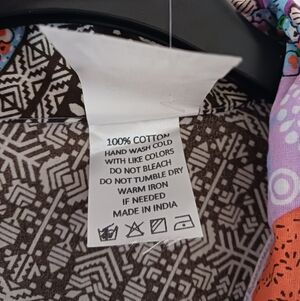 100% COTTON
HAND WASH COLD
WITH LIKE COLORS
DO NOT BLEACH
DO NOT TUMBLE DRY
WARM IRON
IF NEEDED
MADE IN INDIA